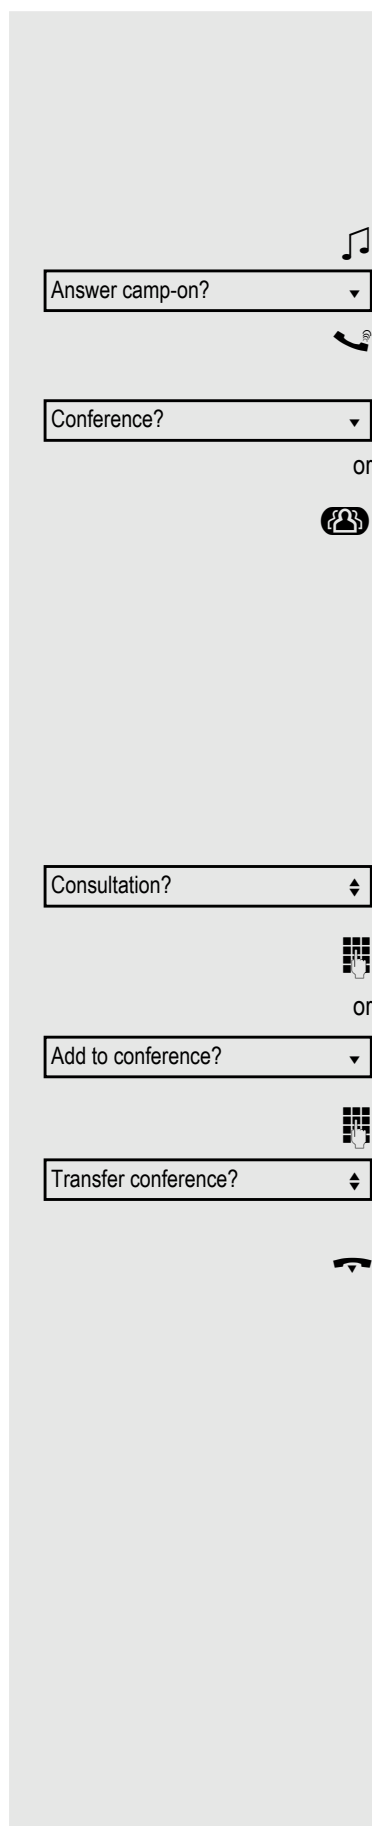 Answer camp-on?
Conference?
or
Consultation?
or
Add to conference?
Transfer conference?